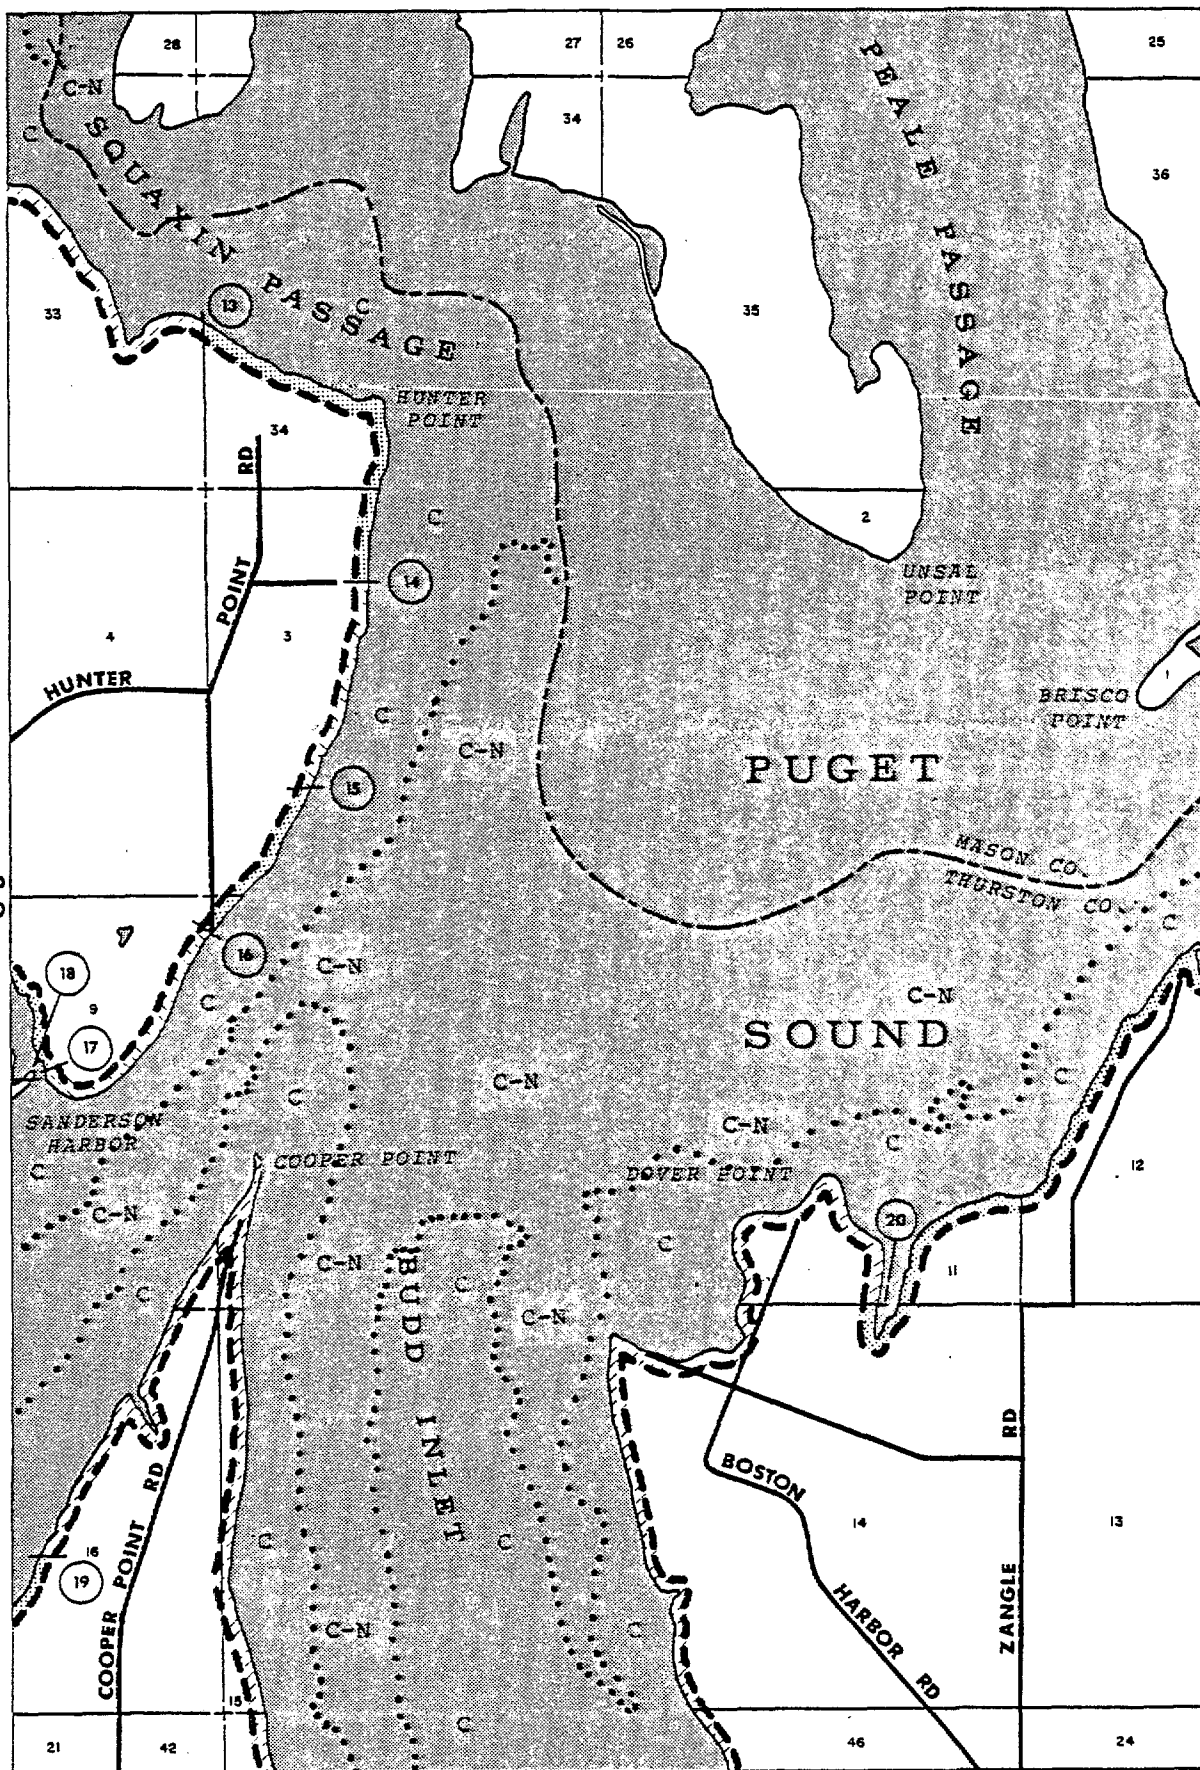 28
27
26
25
C-N
C
34
36
SQUAXIN PASSAGE
PEALE PASSAGE
33
13
C
35
HUNTER
POINT
34
C
2
14
UNSAL
POINT
HUNTER POINT RD
4
3
1
BRISCO
POINT
C
C-N
PUGET
15
MASON CO.
THURSTON CO.
C
16
C-N
18
9
C
C-N
SOUND
17
C
C-N
C
SANDERSON
HARBOR
C-N
C
COOPER POINT
DOVER POINT
12
C
C-N
20
C
C-N
11
C
C
C-N
BUDD INLET
BOSTON HARBOR RD
ZANGLE RD
14
13
C
C
16
19
COOPER POINT RD
C-N
C
15
C
21
42
46
24